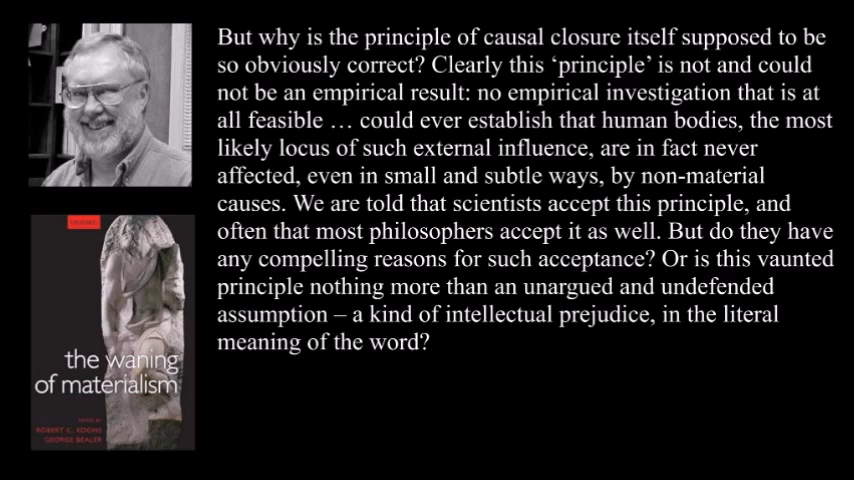 But why is the principle of causal closure itself supposed to be
so obviously correct? Clearly this ‘principle’ is not and could
not be an empirical result: no empirical investigation that is at
all feasible … could ever establish that human bodies, the most
likely locus of such external influence, are in fact never
affected, even in small and subtle ways, by non-material
causes. We are told that scientists accept this principle, and
often that most philosophers accept it as well. But do they have
any compelling reasons for such acceptance? Or is this vaunted
principle nothing more than an unargued and undefended
assumption – a kind of intellectual prejudice, in the literal
meaning of the word?
the waning
of materialism
ROBERT C. KOONS
GEORGE BEALER